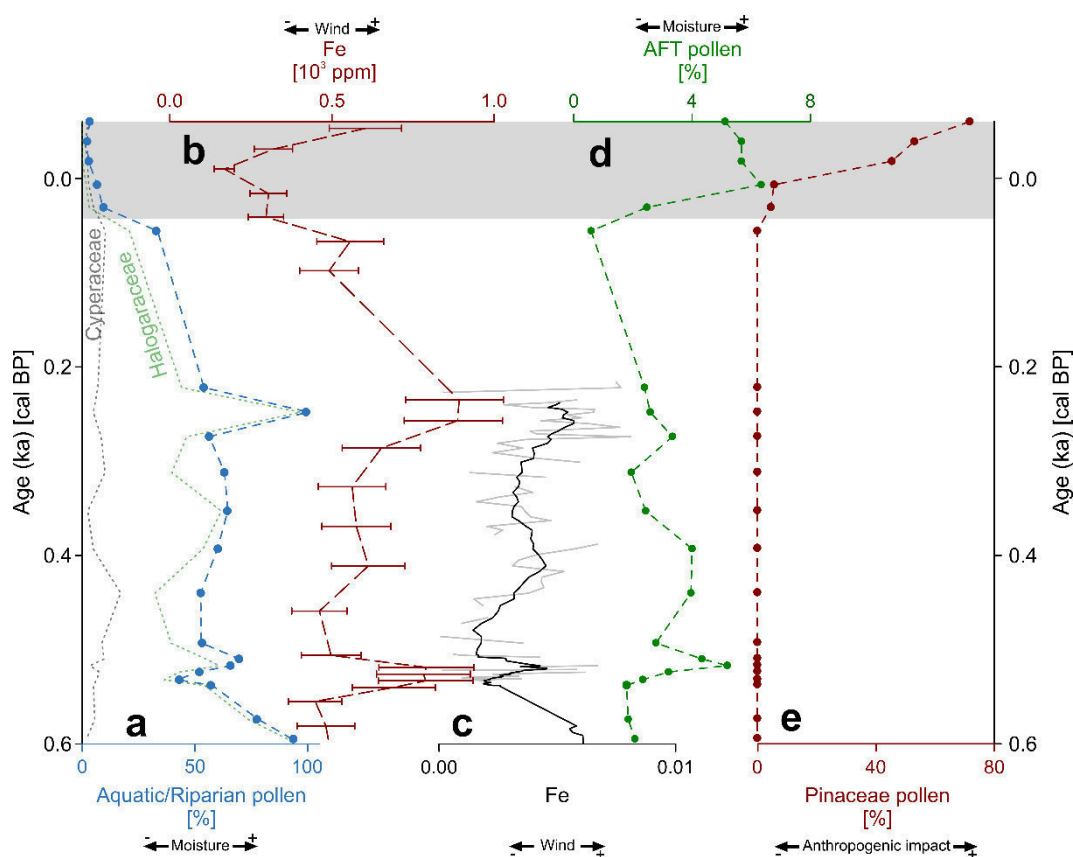 - Wind +
Fe
[10³ ppm]
0.0 0.5 1.0
- Moisture +
AFT pollen
[%]
0 4 8
b d
0.0 0.0
Cyperaceae
Halogaraceae
0.2 0.2
Age (ka) [cal BP]
Age (ka) [cal BP]
0.4 0.4
a c e
0.6 0.6
0 50 100
Aquatic/Riparian pollen
[%]
- Moisture +
0.00 0.01
Fe
- Wind +
0 40 80
Pinaceae pollen
[%]
- Anthropogenic impact +